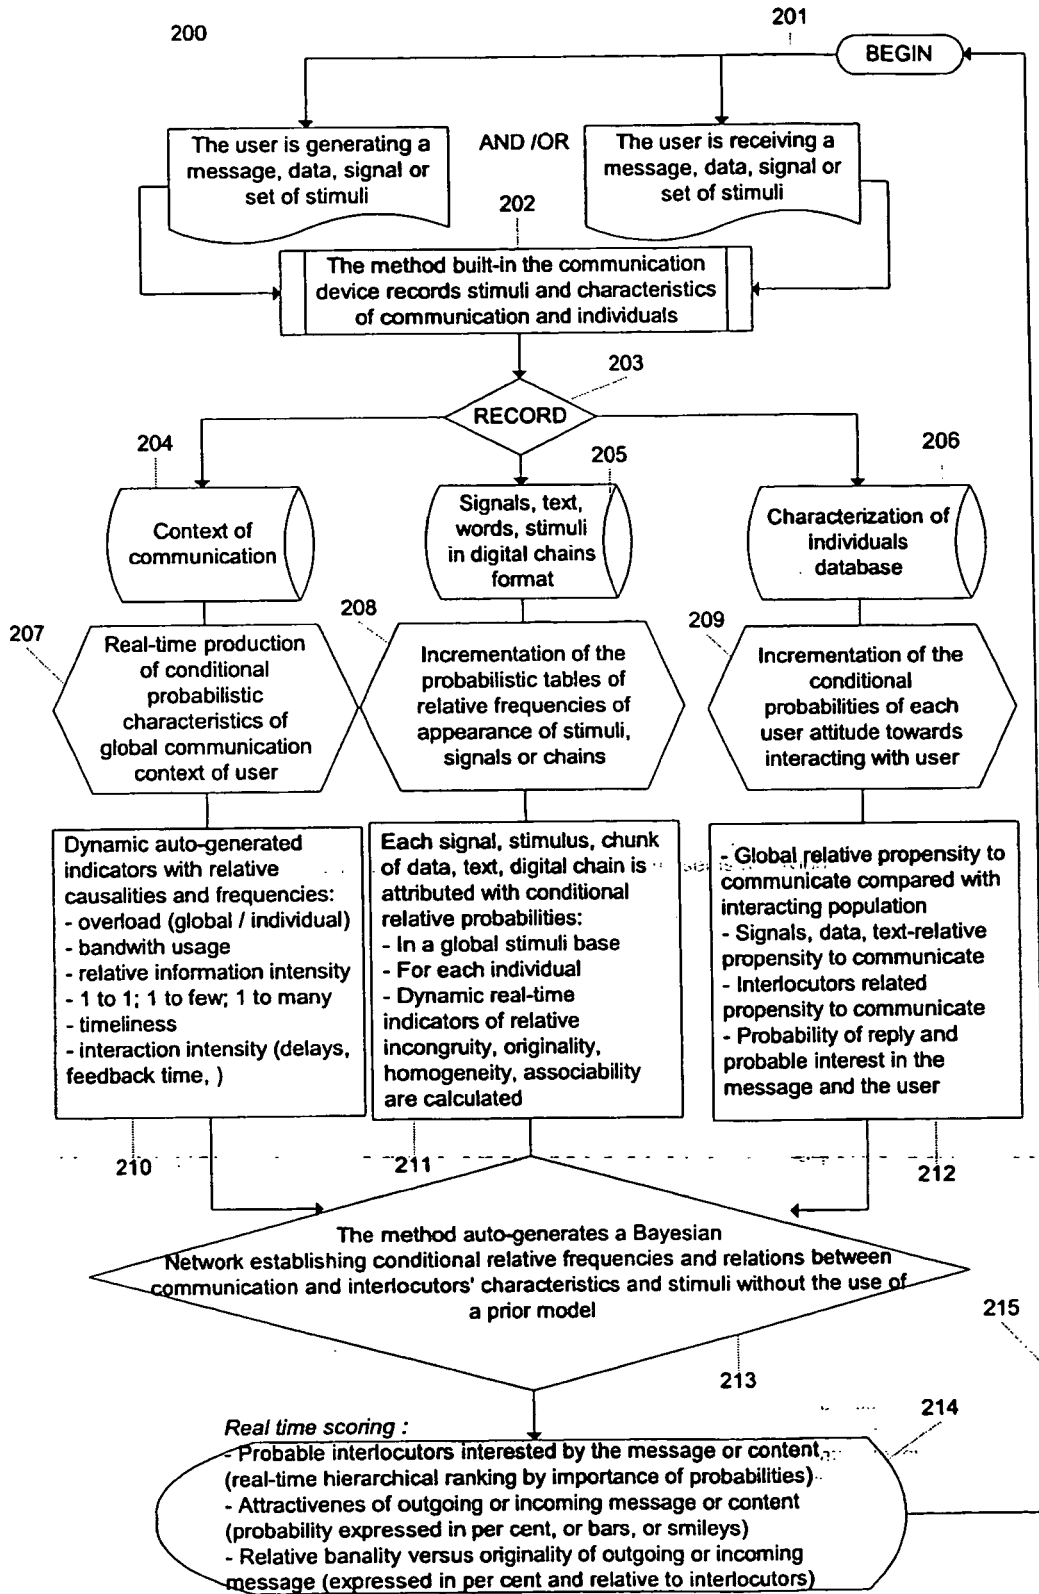 200
201
BEGIN
The user is generating a
message, data, signal or
set of stimuli
AND /OR
The user is receiving a
message, data, signal or
set of stimuli
202
The method built-in the communication
device records stimuli and characteristics
of communication and individuals
203
RECORD
204
205
206
Context of
communication
Signals, text,
words, stimuli
in digital chains
format
Characterization of
individuals
database
207
208
209
Real-time production
of conditional
probabilistic
characteristics of
global communication
context of user
Incrementation of the
probabilistic tables of
relative frequencies of
appearance of stimuli,
signals or chains
Incrementation of the
conditional
probabilities of each
user attitude towards
interacting with user
Dynamic auto-generated
indicators with relative
causalities and frequencies:
- overload (global / individual)
- bandwith usage
- relative information intensity
- 1 to 1; 1 to few; 1 to many
- timeliness
- interaction intensity (delays,
feedback time, )
Each signal, stimulus, chunk
of data, text, digital chain is
attributed with conditional
relative probabilities:
- In a global stimuli base
- For each individual
- Dynamic real-time
indicators of relative
incongruity, originality,
homogeneity, associability
are calculated
- Global relative propensity to
communicate compared with
interacting population
- Signals, data, text-relative
propensity to communicate
- Interlocutors related
propensity to communicate
- Probability of reply and
probable interest in the
message and the user
210
211
212
The method auto-generates a Bayesian
Network establishing conditional relative frequencies and relations between
communication and interlocutors' characteristics and stimuli without the use of
a prior model
213
215
214
Real time scoring :
- Probable interlocutors interested by the message or content
(real-time hierarchical ranking by importance of probabilities)
- Attractivenes of outgoing or incoming message or content
(probability expressed in per cent, or bars, or smileys)
- Relative banality versus originality of outgoing or incoming
message (expressed in per cent and relative to interlocutors)